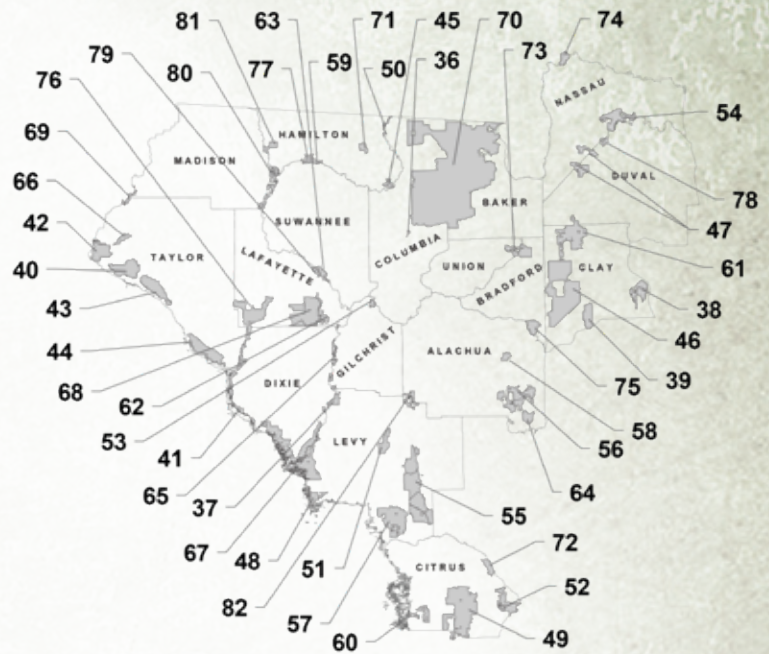 81 63 71 45 70 74
79 77 59 50 36 73
76 80
NASSAU
54
HAMILTON
69
MADISON
DUVAL
66
BAKER
78
42
SUWANNEE
47
TAYLOR
COLUMBIA
40
LAFAYETTE
UNION
61
CLAY
43
BRADFORD
38
44
GILCHRIST
ALACHUA
46
68
39
62
DIXIE
75
53
58
41
LEVY
56
65
64
37
55
67
48
72
51
CITRUS
82
52
57
60
49